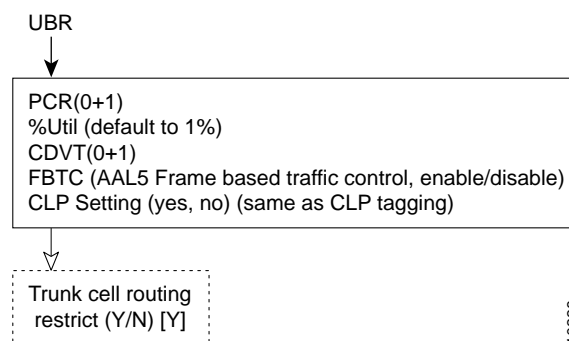 UBR
PCR(0+1)
%Util (default to 1%)
CDVT(0+1)
FBTC (AAL5 Frame based traffic control, enable/disable)
CLP Setting (yes, no) (same as CLP tagging)
Trunk cell routing
restrict (Y/N) [Y]